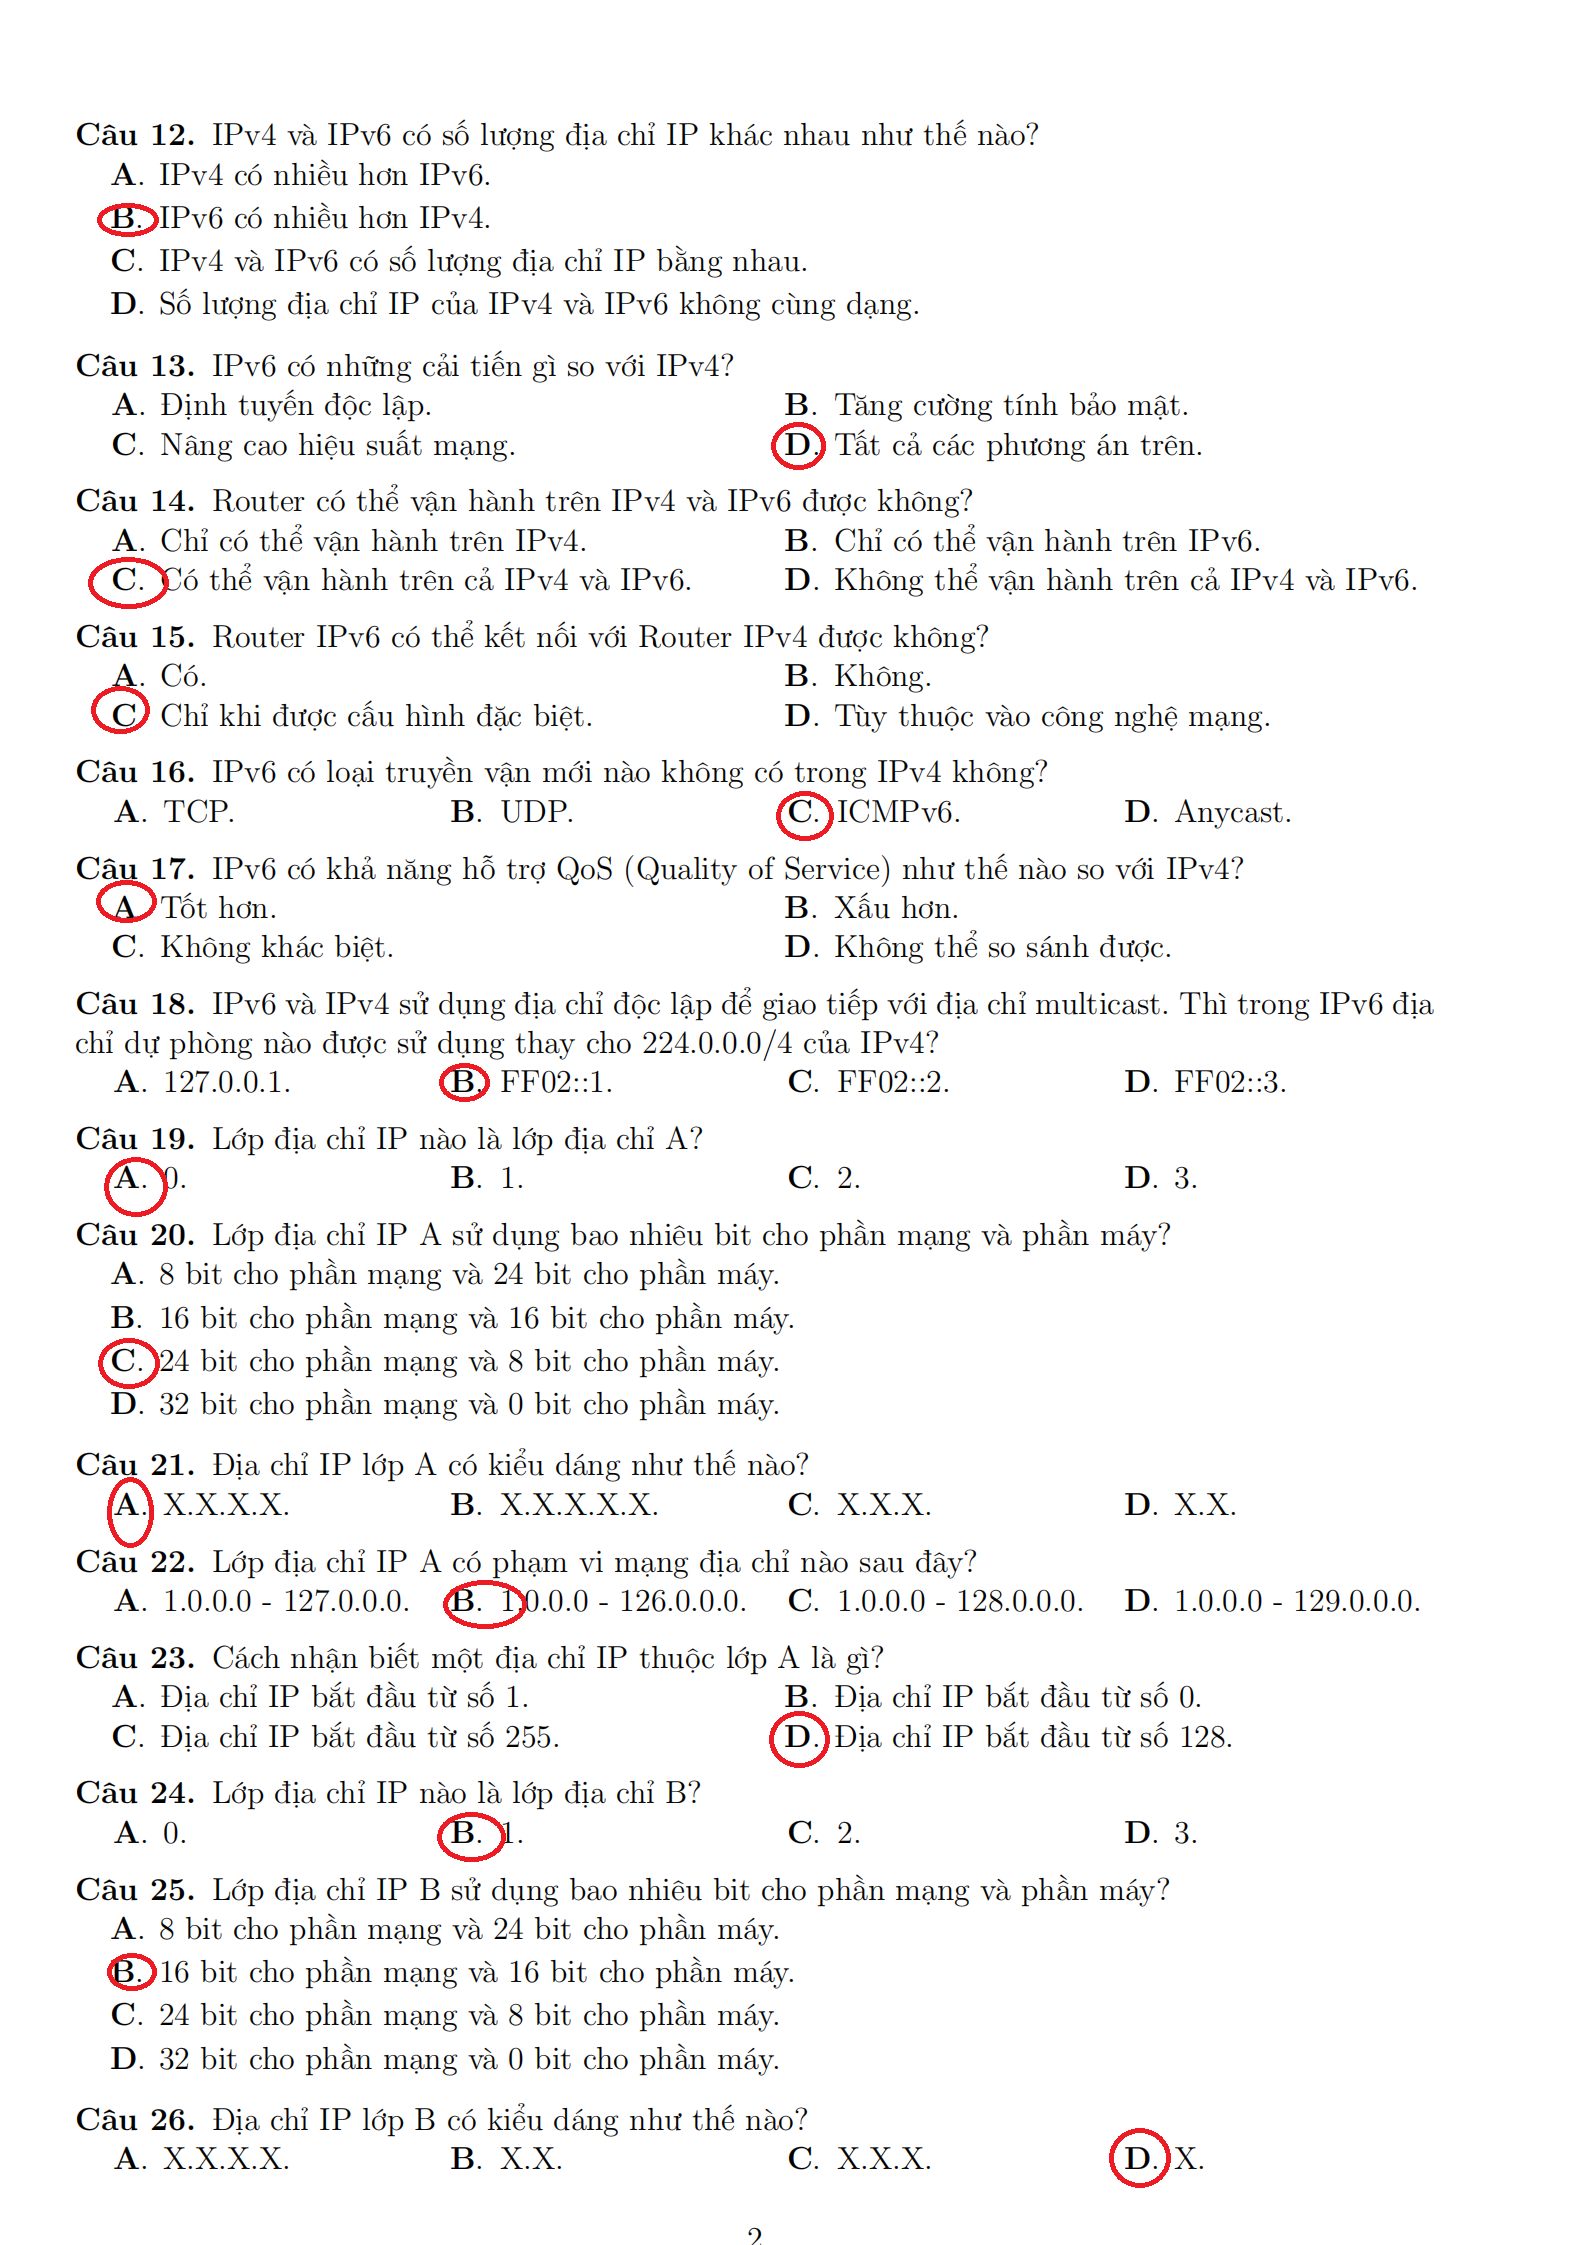 Câu 12. IPv4 và IPv6 có số lượng địa chỉ IP khác nhau như thế nào?
A. IPv4 có nhiều hơn IPv6.
B. IPv6 có nhiều hơn IPv4.
C. IPv4 và IPv6 có số lượng địa chỉ IP bằng nhau.
D. Số lượng địa chỉ IP của IPv4 và IPv6 không cùng dạng.
Câu 13. IPv6 có những cải tiến gì so với IPv4?
A. Định tuyến độc lập. B. Tăng cường tính bảo mật.
C. Nâng cao hiệu suất mạng. D. Tất cả các phương án trên.
Câu 14. Router có thể vận hành trên IPv4 và IPv6 được không?
A. Chỉ có thể vận hành trên IPv4. B. Chỉ có thể vận hành trên IPv6.
C. Có thể vận hành trên cả IPv4 và IPv6. D. Không thể vận hành trên cả IPv4 và IPv6.
Câu 15. Router IPv6 có thể kết nối với Router IPv4 được không?
A. Có. B. Không.
C. Chỉ khi được cấu hình đặc biệt. D. Tùy thuộc vào công nghệ mạng.
Câu 16. IPv6 có loại truyền vận mới nào không có trong IPv4 không?
A. TCP. B. UDP. C. ICMPv6. D. Anycast.
Câu 17. IPv6 có khả năng hỗ trợ QoS (Quality of Service) như thế nào so với IPv4?
A. Tốt hơn. B. Xấu hơn.
C. Không khác biệt. D. Không thể so sánh được.
Câu 18. IPv6 và IPv4 sử dụng địa chỉ độc lập để giao tiếp với địa chỉ multicast. Thì trong IPv6 địa
chỉ dự phòng nào được sử dụng thay cho 224.0.0.0/4 của IPv4?
A. 127.0.0.1. B. FF02::1. C. FF02::2. D. FF02::3.
Câu 19. Lớp địa chỉ IP nào là lớp địa chỉ A?
A. 0. B. 1. C. 2. D. 3.
Câu 20. Lớp địa chỉ IP A sử dụng bao nhiêu bit cho phần mạng và phần máy?
A. 8 bit cho phần mạng và 24 bit cho phần máy.
B. 16 bit cho phần mạng và 16 bit cho phần máy.
C. 24 bit cho phần mạng và 8 bit cho phần máy.
D. 32 bit cho phần mạng và 0 bit cho phần máy.
Câu 21. Địa chỉ IP lớp A có kiểu dáng như thế nào?
A. X.X.X.X. B. X.X.X.X.X. C. X.X.X. D. X.X.
Câu 22. Lớp địa chỉ IP A có phạm vi mạng địa chỉ nào sau đây?
A. 1.0.0.0 - 127.0.0.0. B. 1.0.0.0 - 126.0.0.0. C. 1.0.0.0 - 128.0.0.0. D. 1.0.0.0 - 129.0.0.0.
Câu 23. Cách nhận biết một địa chỉ IP thuộc lớp A là gì?
A. Địa chỉ IP bắt đầu từ số 1. B. Địa chỉ IP bắt đầu từ số 0.
C. Địa chỉ IP bắt đầu từ số 255. D. Địa chỉ IP bắt đầu từ số 128.
Câu 24. Lớp địa chỉ IP nào là lớp địa chỉ B?
A. 0. B. 1. C. 2. D. 3.
Câu 25. Lớp địa chỉ IP B sử dụng bao nhiêu bit cho phần mạng và phần máy?
A. 8 bit cho phần mạng và 24 bit cho phần máy.
B. 16 bit cho phần mạng và 16 bit cho phần máy.
C. 24 bit cho phần mạng và 8 bit cho phần máy.
D. 32 bit cho phần mạng và 0 bit cho phần máy.
Câu 26. Địa chỉ IP lớp B có kiểu dáng như thế nào?
A. X.X.X.X. B. X.X. C. X.X.X. D. X.
2